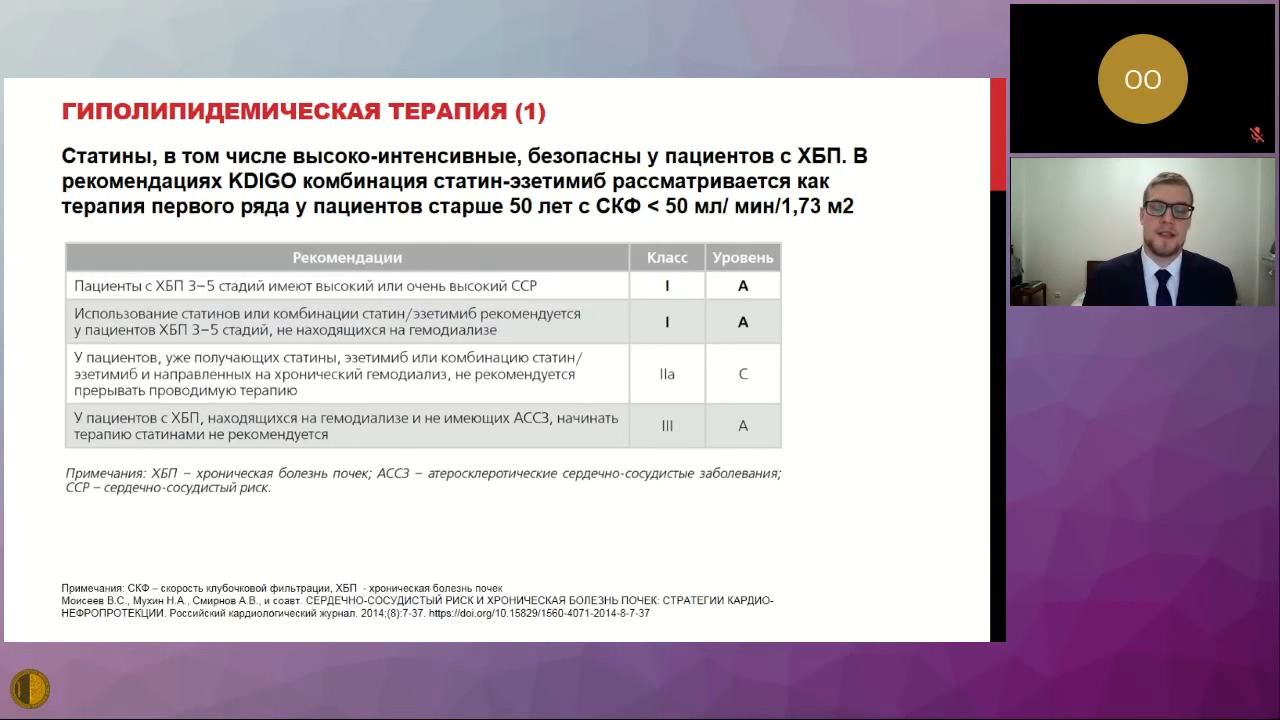 ГИПОЛИПИДЕМИЧЕСКАЯ ТЕРАПИЯ (1)
Статины, в том числе высоко-интенсивные, безопасны у пациентов с ХБП. В
рекомендациях KDIGO комбинация статин-эзетимиб рассматривается как
терапия первого ряда у пациентов старше 50 лет с СКФ < 50 мл/ мин/1,73 м2
Рекомендации Класс Уровень
Пациенты с ХБП 3–5 стадий имеют высокий или очень высокий ССР I A
Использование статинов или комбинации статин/эзетимиб рекомендуется
у пациентов ХБП 3–5 стадий, не находящихся на гемодиализе I A
У пациентов, уже получающих статины, эзетимиб или комбинацию статин/
эзетимиб и направленных на хронический гемодиализ, не рекомендуется IIa C
прерывать проводимую терапию
У пациентов с ХБП, находящихся на гемодиализе и не имеющих АССЗ, начинать
терапию статинами не рекомендуется III A
Примечания: ХБП – хроническая болезнь почек; АССЗ – атеросклеротические сердечно-сосудистые заболевания;
ССР – сердечно-сосудистый риск.
Примечания: СКФ – скорость клубочковой фильтрации, ХБП - хроническая болезнь почек
Моисеев В.С., Мухин Н.А., Смирнов А.В., и соавт. СЕРДЕЧНО-СОСУДИСТЫЙ РИСК И ХРОНИЧЕСКАЯ БОЛЕЗНЬ ПОЧЕК: СТРАТЕГИИ КАРДИО-
НЕФРОПРОТЕКЦИИ. Российский кардиологический журнал. 2014;(8):7-37. https://doi.org/10.15829/1560-4071-2014-8-7-37
ОО